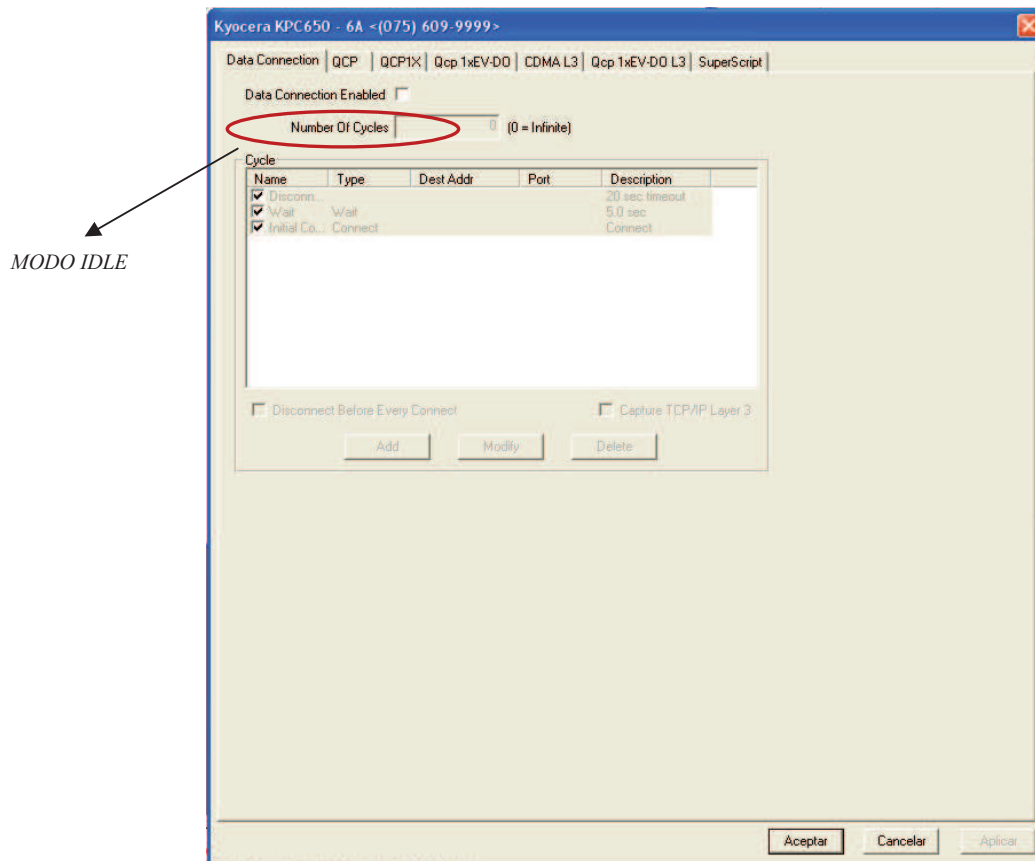 Kyocera KPC650 - 6A <(075) 609-9999>
Data Connection QCP QCP1X Qcp 1xEV-DO CDMA L3 Qcp 1xEV-DO L3 SuperScript
Data Connection Enabled
Number Of Cycles 0 (0 = Infinite)
Cycle
Name Type Dest Addr Port Description
Disconn... 20 sec timeout
Wait Wait 5.0 sec
Initial Co... Connect Connect
MODO IDLE
Disconnect Before Every Connect Capture TCP/IP Layer 3
Add Modify Delete
Aceptar Cancelar Aplicar